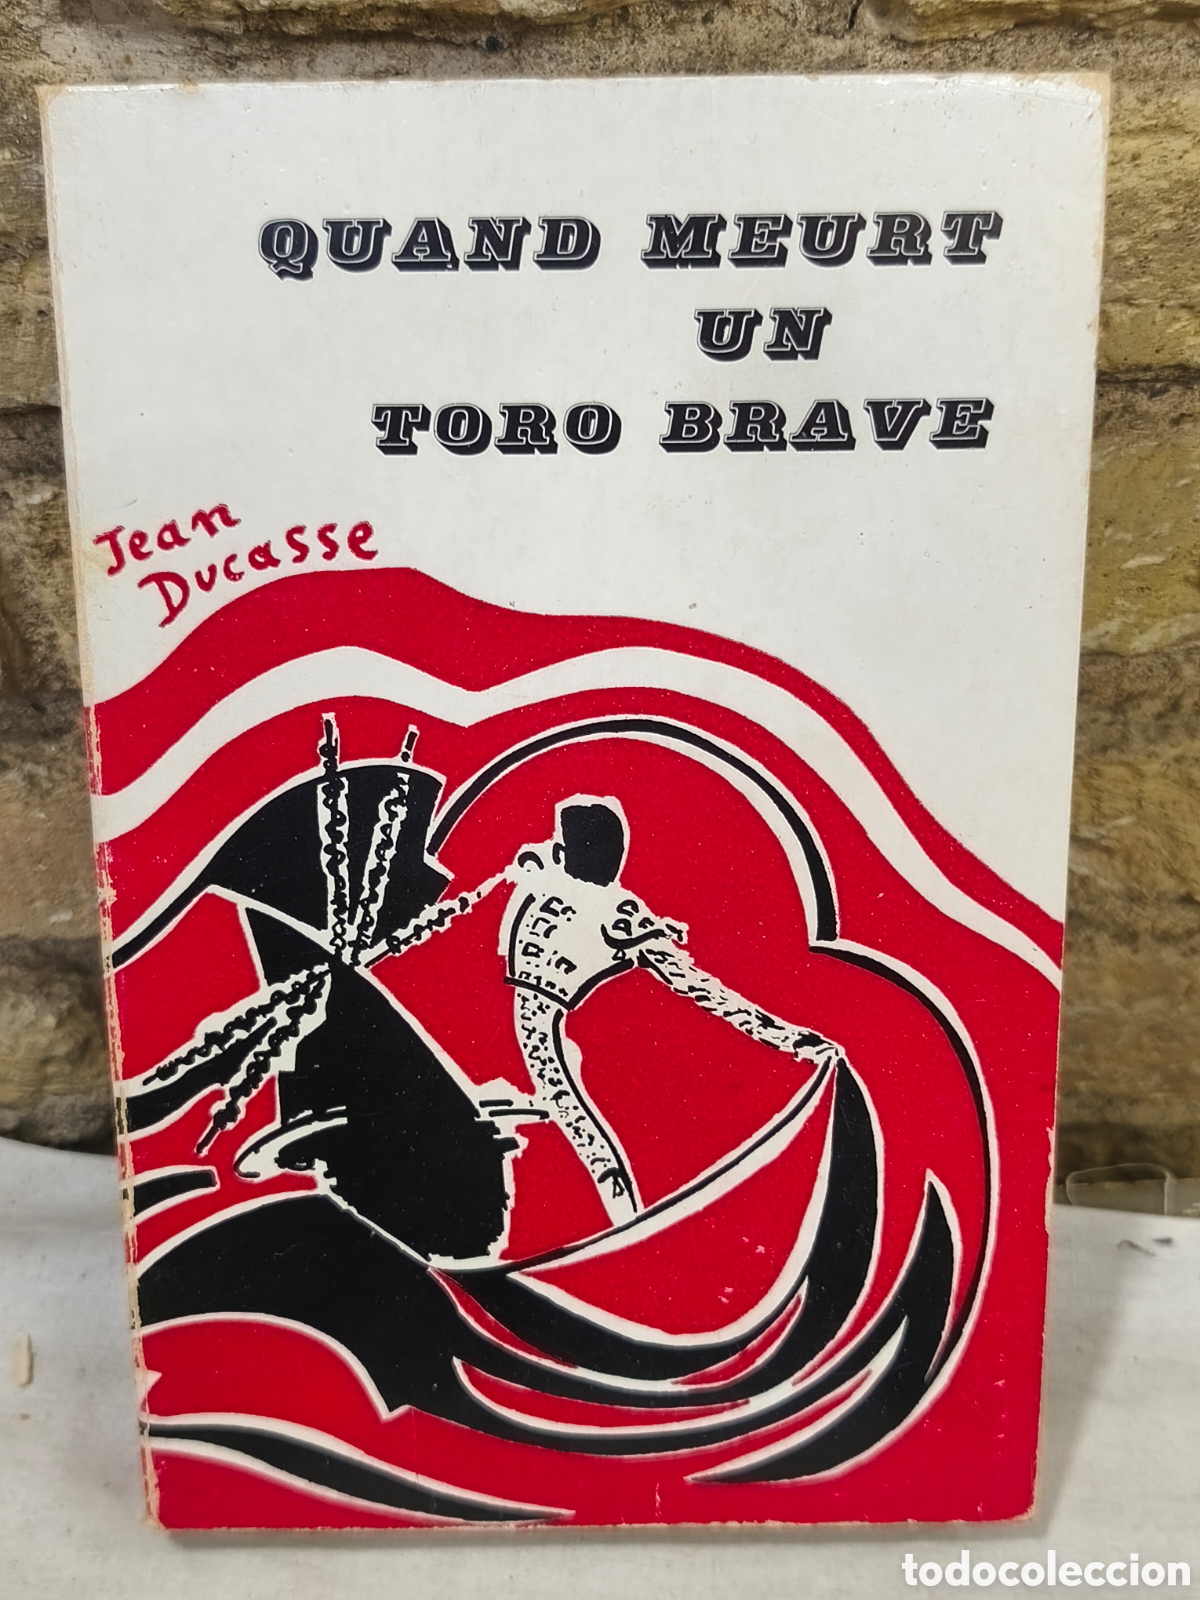 QUAND MEURT
UN
TORO BRAVE
Jean
Ducasse
todocoleccion